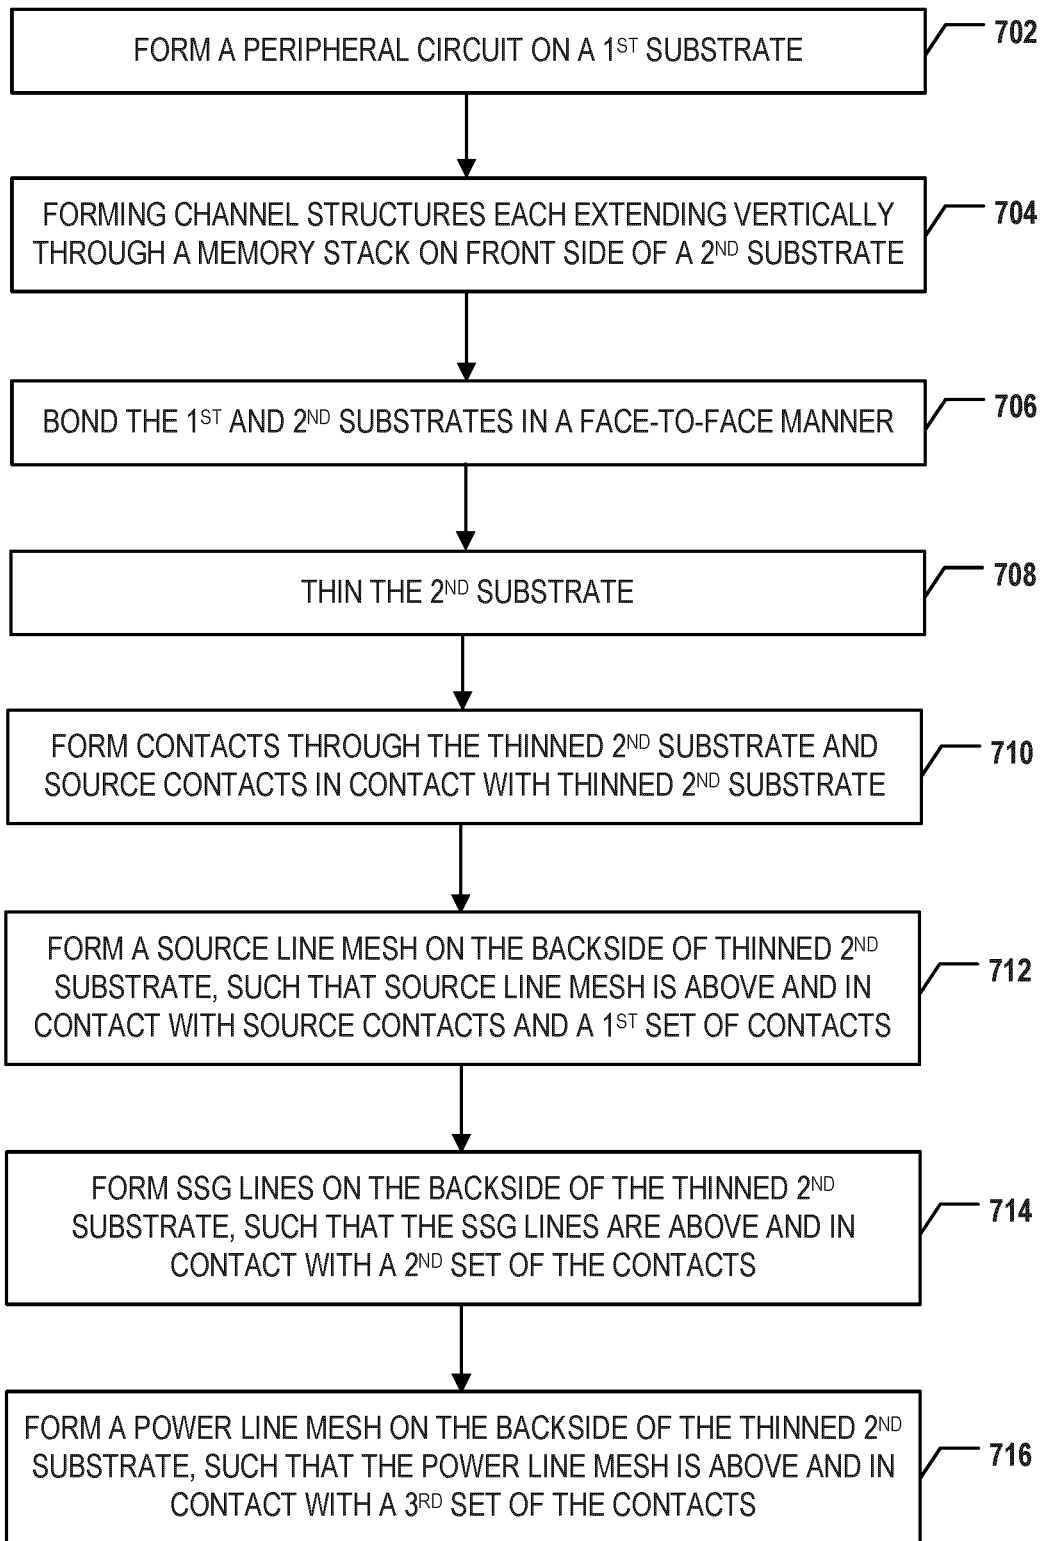 FORM A PERIPHERAL CIRCUIT ON A 1ST SUBSTRATE
702
FORMING CHANNEL STRUCTURES EACH EXTENDING VERTICALLY
THROUGH A MEMORY STACK ON FRONT SIDE OF A 2ND SUBSTRATE
704
BOND THE 1ST AND 2ND SUBSTRATES IN A FACE-TO-FACE MANNER
706
THIN THE 2ND SUBSTRATE
708
FORM CONTACTS THROUGH THE THINNED 2ND SUBSTRATE AND
SOURCE CONTACTS IN CONTACT WITH THINNED 2ND SUBSTRATE
710
FORM A SOURCE LINE MESH ON THE BACKSIDE OF THINNED 2ND
SUBSTRATE, SUCH THAT SOURCE LINE MESH IS ABOVE AND IN
CONTACT WITH SOURCE CONTACTS AND A 1ST SET OF CONTACTS
712
FORM SSG LINES ON THE BACKSIDE OF THE THINNED 2ND
SUBSTRATE, SUCH THAT THE SSG LINES ARE ABOVE AND IN
CONTACT WITH A 2ND SET OF THE CONTACTS
714
FORM A POWER LINE MESH ON THE BACKSIDE OF THE THINNED 2ND
SUBSTRATE, SUCH THAT THE POWER LINE MESH IS ABOVE AND IN
CONTACT WITH A 3RD SET OF THE CONTACTS
716